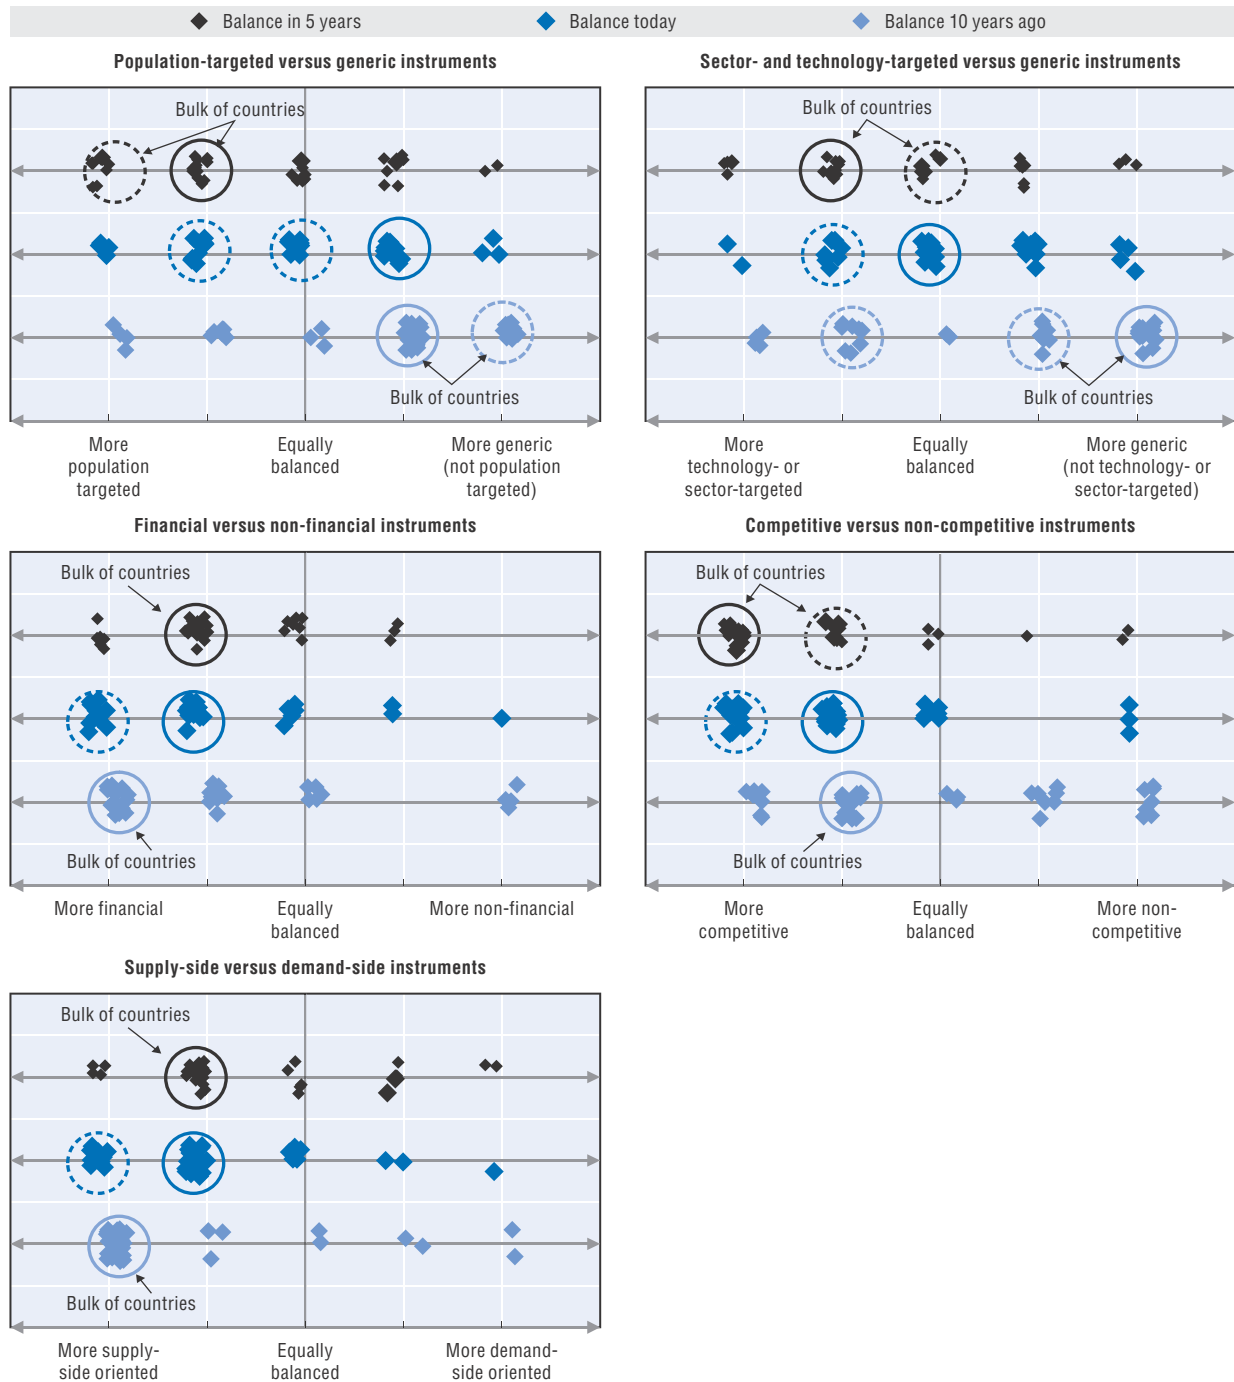 Balance in 5 years
Balance today
Balance 10 years ago
Population-targeted versus generic instruments
Bulk of countries
Bulk of countries
More
population
targeted
Equally
balanced
More generic
(not population
targeted)
Sector- and technology-targeted versus generic instruments
Bulk of countries
Bulk of countries
More
technology- or
sector-targeted
Equally
balanced
More generic
(not technology- or
sector-targeted)
Financial versus non-financial instruments
Bulk of countries
Bulk of countries
More financial
Equally
balanced
More non-financial
Competitive versus non-competitive instruments
Bulk of countries
Bulk of countries
More
competitive
Equally
balanced
More non-
competitive
Supply-side versus demand-side instruments
Bulk of countries
Bulk of countries
More supply-
side oriented
Equally
balanced
More demand-
side oriented